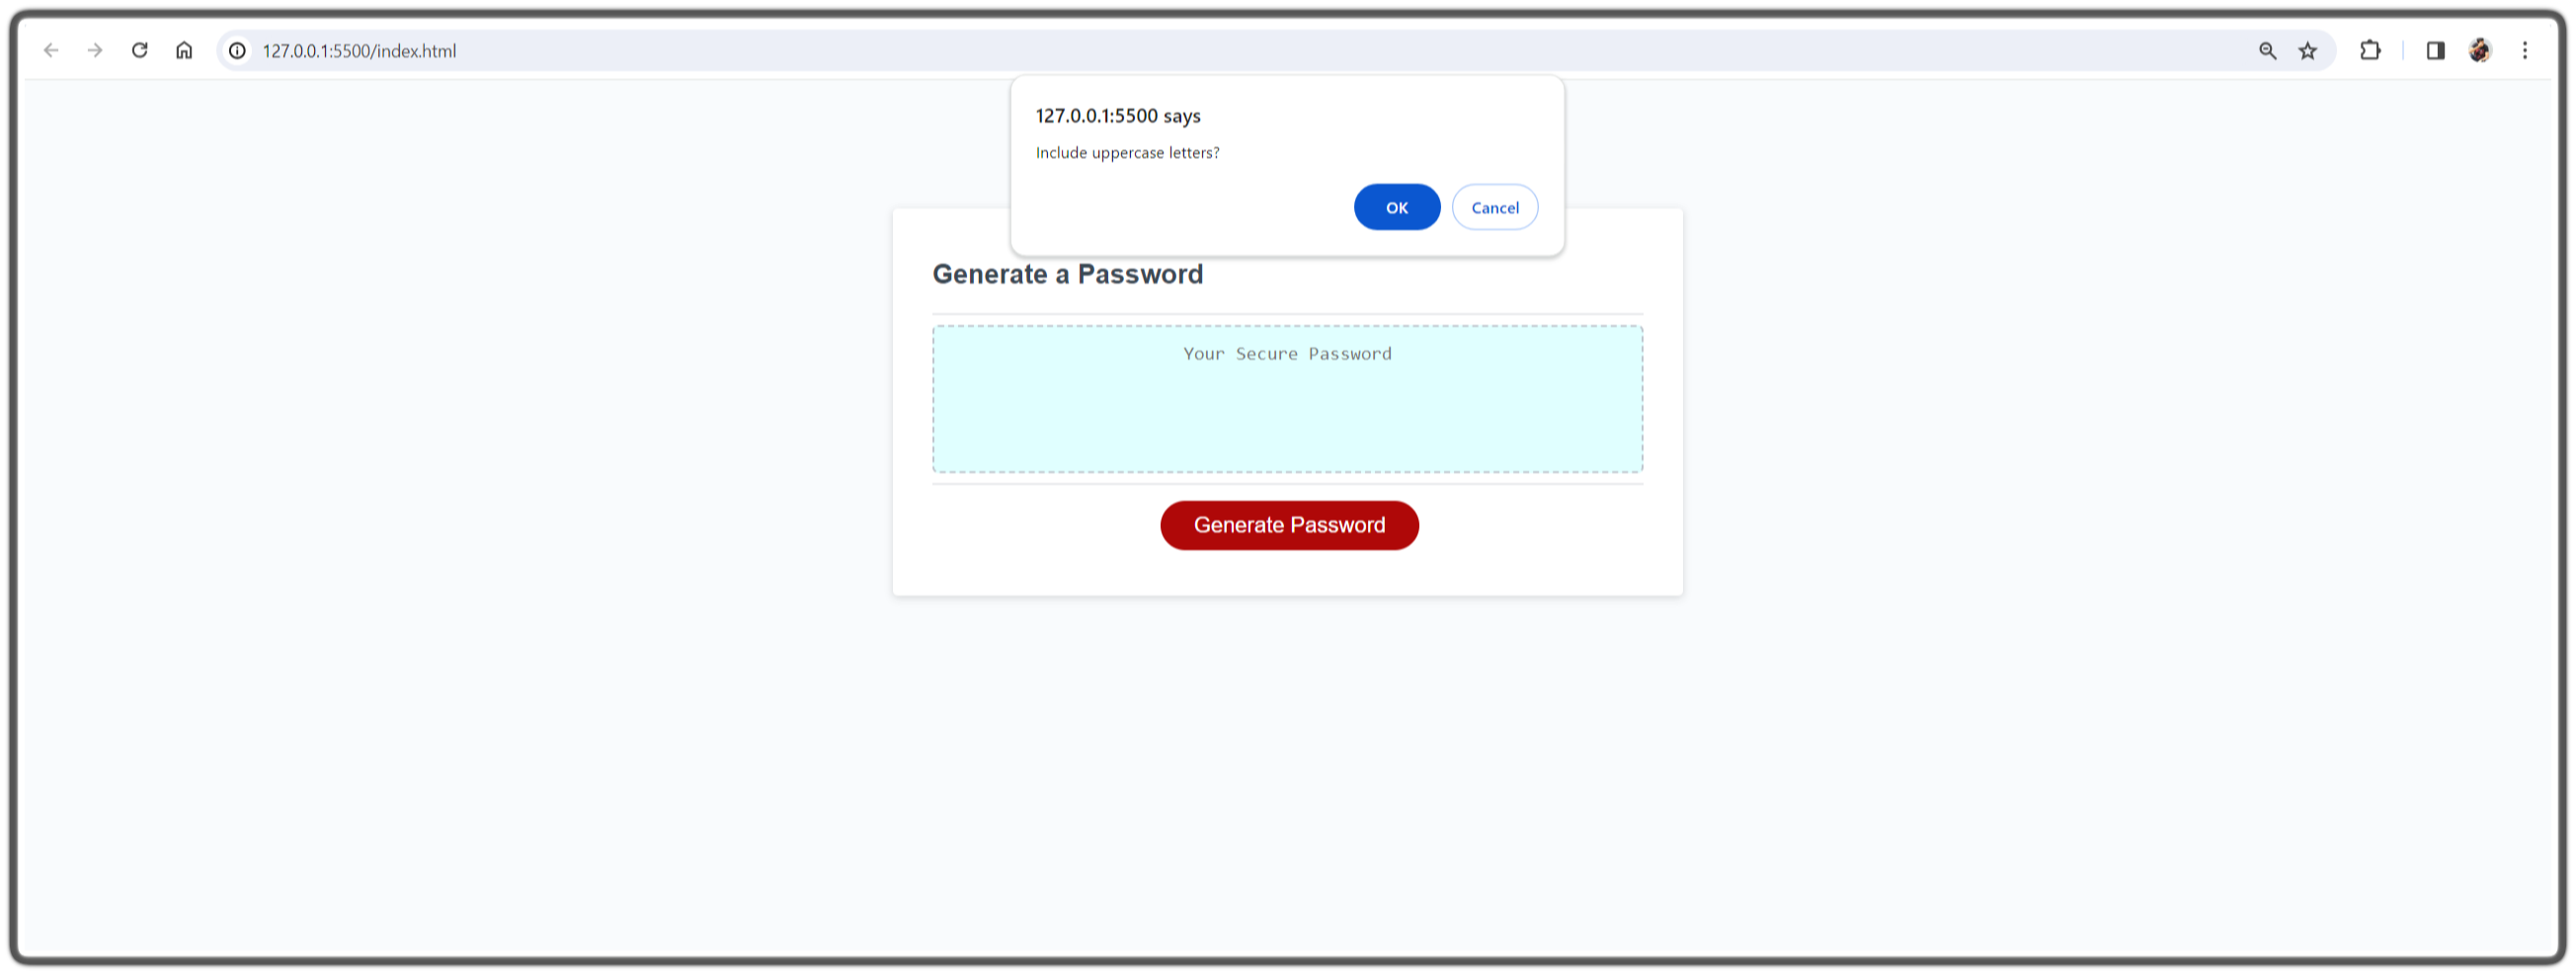 127.0.0.1:5500/index.html
127.0.0.1:5500 says
Include uppercase letters?
OK Cancel
Generate a Password
Your Secure Password
Generate Password